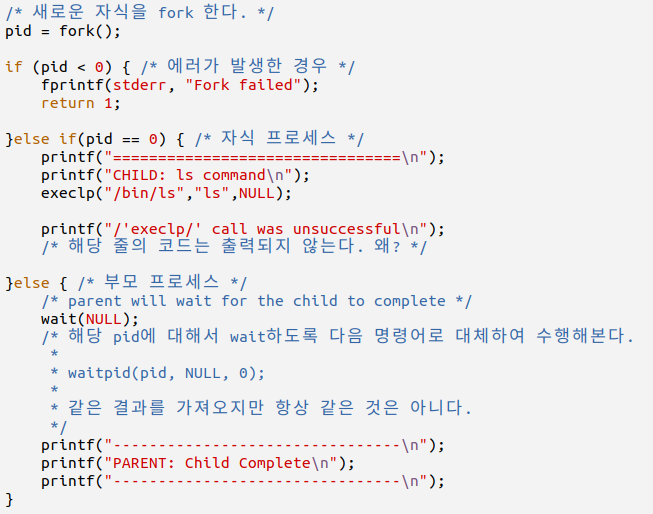 /* 새로운 자식을 fork 한다. */
pid = fork();
if (pid < 0) { /* 에러가 발생한 경우 */
fprintf(stderr, "Fork failed");
return 1;
}else if(pid == 0) { /* 자식 프로세스 */
printf("================================\n");
printf("CHILD: ls command\n");
execlp("/bin/ls","ls",NULL);
printf("/'execlp/' call was unsuccessful\n");
/* 해당 줄의 코드는 출력되지 않는다. 왜? */
}else { /* 부모 프로세스 */
/* parent will wait for the child to complete */
wait(NULL);
/* 해당 pid에 대해서 wait하도록 다음 명령어로 대체하여 수행해본다.
*
* waitpid(pid, NULL, 0);
*
* 같은 결과를 가져오지만 항상 같은 것은 아니다.
*/
printf("--------------------------------\n");
printf("PARENT: Child Complete\n");
printf("--------------------------------\n");
}